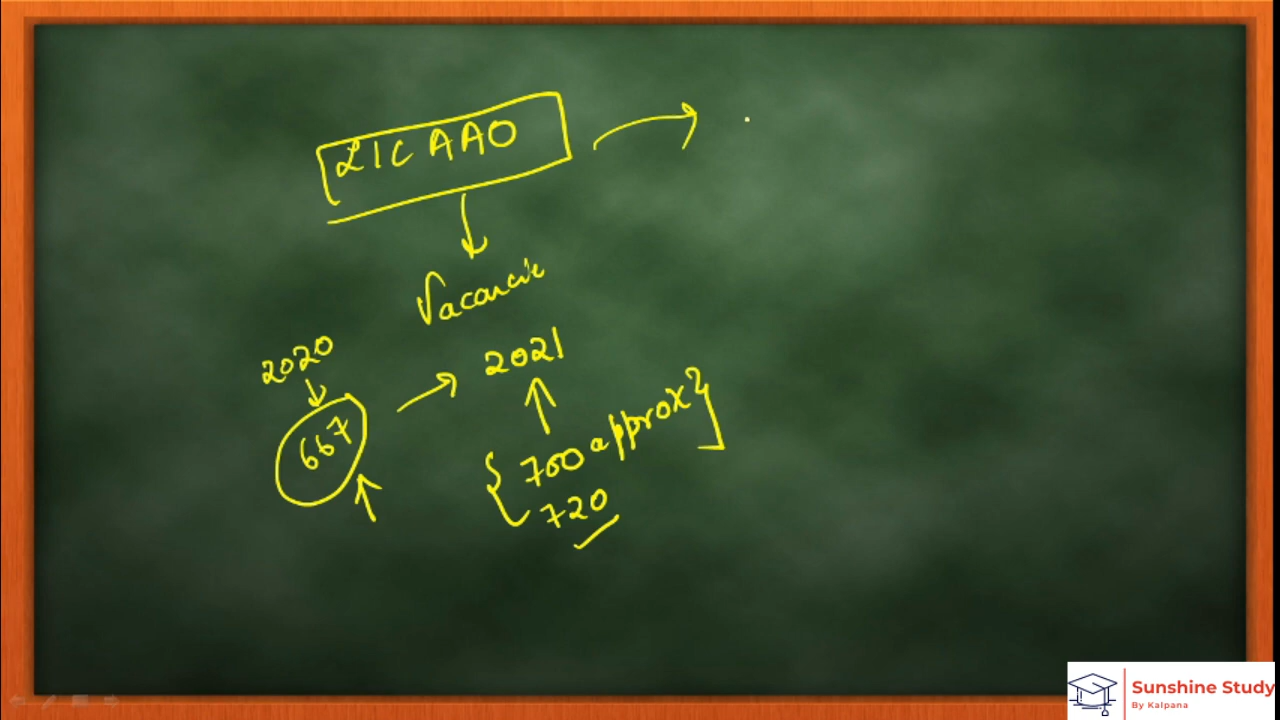 LIC AAO
Vacancie
2020
2021
667
700 approx
720
Sunshine Study
By Kalpana